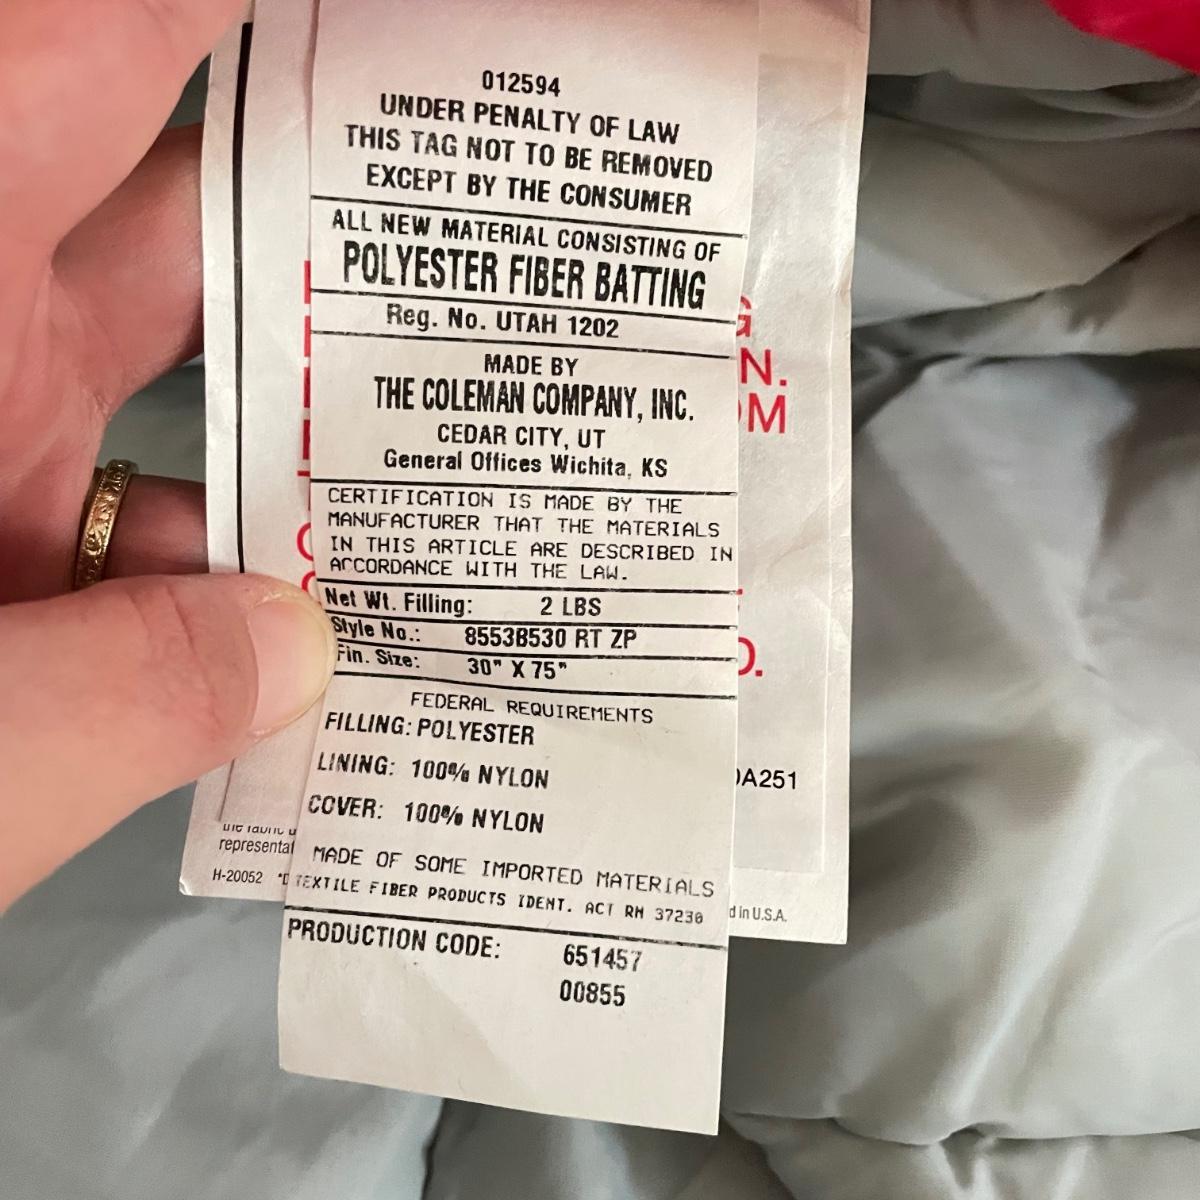 012594
UNDER PENALTY OF LAW
THIS TAG NOT TO BE REMOVED
EXCEPT BY THE CONSUMER
ALL NEW MATERIAL CONSISTING OF
POLYESTER FIBER BATTING
Reg. No. UTAH 1202
MADE BY
THE COLEMAN COMPANY, INC.
CEDAR CITY, UT
General Offices Wichita, KS
CERTIFICATION IS MADE BY THE
MANUFACTURER THAT THE MATERIALS
IN THIS ARTICLE ARE DESCRIBED IN
ACCORDANCE WITH THE LAW.
Net Wt. Filling: 2 LBS
Style No.: 8553B530 RT ZP
Fin. Size: 30" X 75"
FEDERAL REQUIREMENTS
FILLING: POLYESTER
LINING: 100% NYLON
COVER: 100% NYLON
MADE OF SOME IMPORTED MATERIALS
TEXTILE FIBER PRODUCTS IDENT. ACT RN 37230
PRODUCTION CODE: 651457
00855
G
N.
OM
O.
DA251
the fabric
representa
H-20052
d in U.S.A.